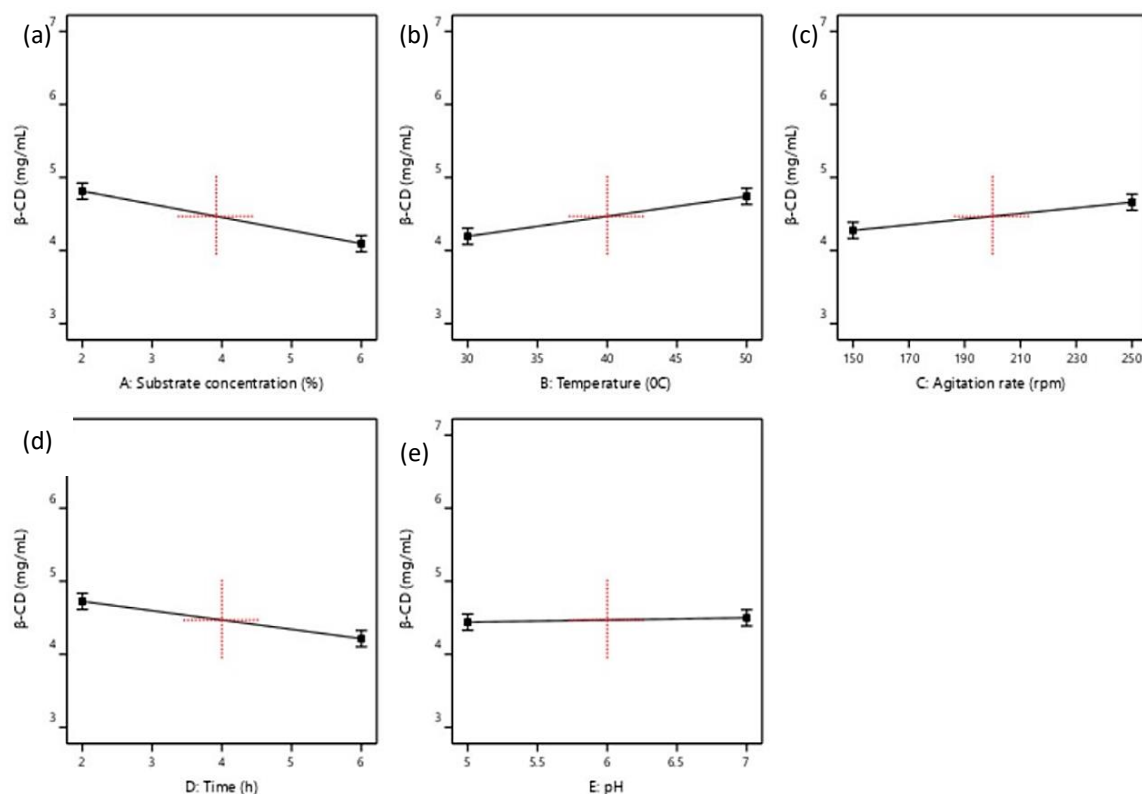 (a)
7
6
5
4
3
β-CD (mg/mL)
2 3 4 5 6
A: Substrate concentration (%)
(b)
7
6
5
4
3
β-CD (mg/mL)
30 35 40 45 50
B: Temperature (0C)
(c)
7
6
5
4
3
β-CD (mg/mL)
150 170 190 210 230 250
C: Agitation rate (rpm)
(d)
6
5
4
3
β-CD (mg/mL)
2 3 4 5 6
D: Time (h)
(e)
7
6
5
4
3
β-CD (mg/mL)
5 5.5 6 6.5 7
E: pH